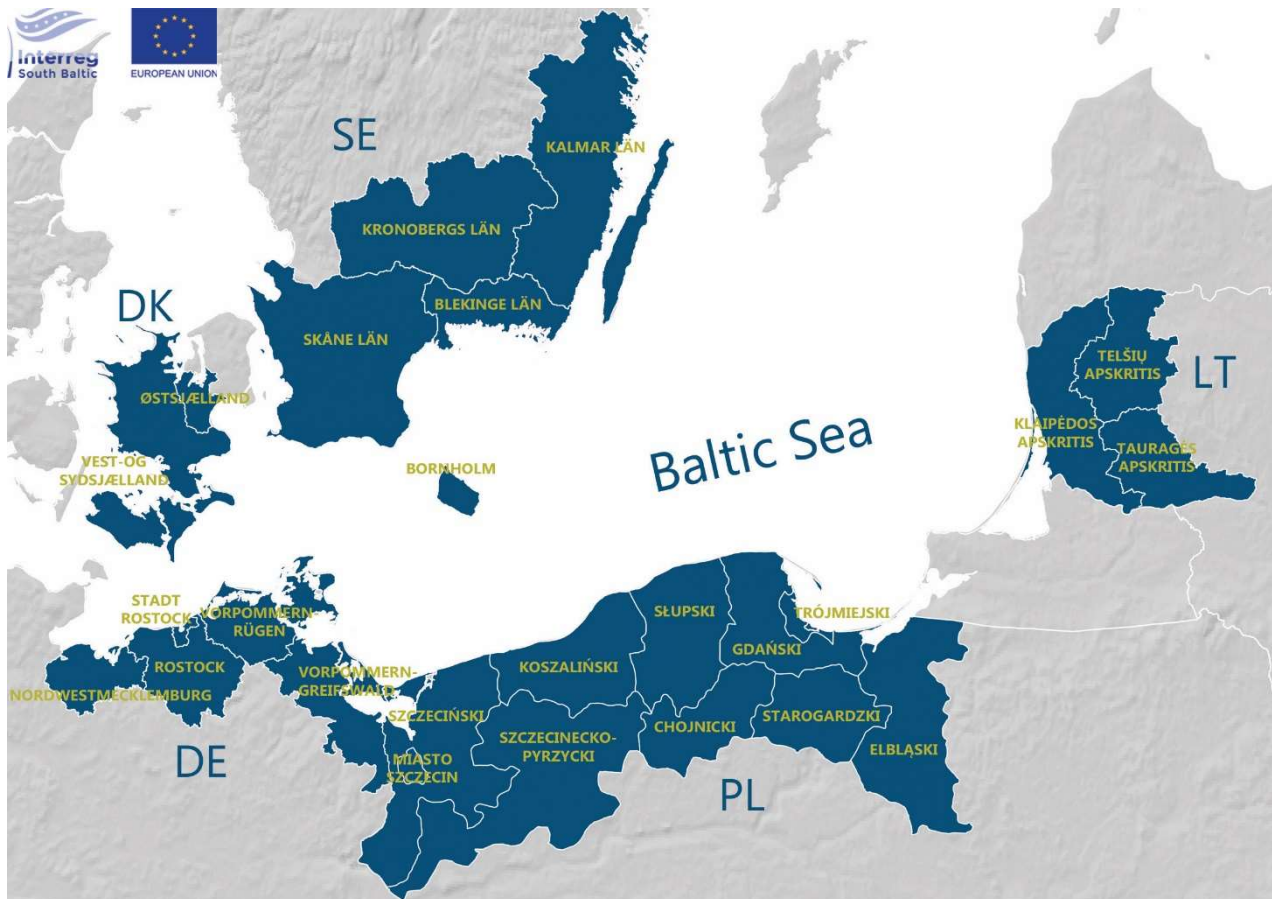 Interreg
South Baltic
EUROPEAN UNION
SE
KALMAR LÄN
KRONOBERGS LÄN
BLEKINGE LÄN
SKÅNE LÄN
DK
ØSTSJÆLLAND
VEST-OG
SYDSJÆLLAND
BORNHOLM
Baltic Sea
TELŠIŲ
APSKRITIS
LT
KLAIPĖDOS
APSKRITIS
TAURAGĖS
APSKRITIS
STADT
ROSTOCK
VORPOMMERN-
RÜGEN
ROSTOCK
NORDWESTMECKLEMBURG
VORPOMMERN-
GREIFSWALD
DE
SZCZECIŃSKI
MIASTO
SZCZECIN
KOSZALIŃSKI
SZCZECINECKO-
PYRZYCKI
SŁUPSKI
TRÓJMIEJSKI
GDAŃSKI
CHOJNICKI
STAROGARDZKI
ELBLĄSKI
PL